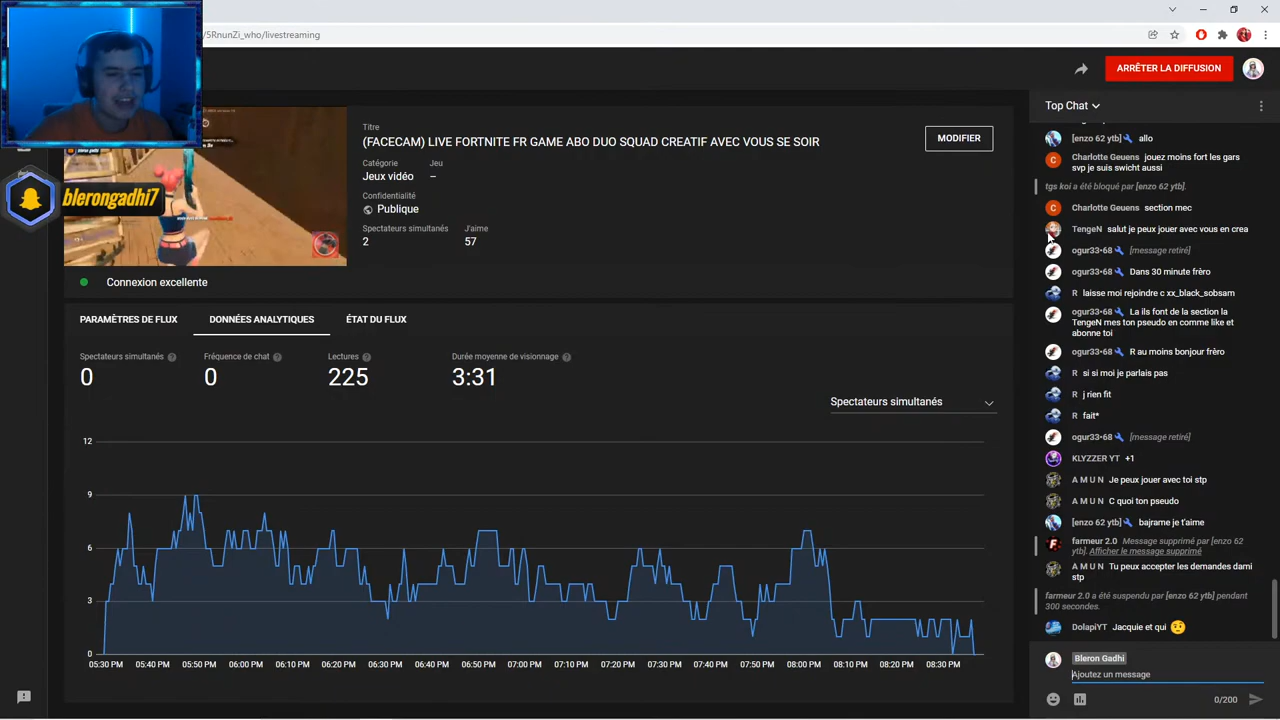 /5RnunZi_who/livestreaming
ARRÊTER LA DIFFUSION
blerongadhi7
Titre
(FACECAM) LIVE FORTNITE FR GAME ABO DUO SQUAD CREATIF AVEC VOUS SE SOIR
MODIFIER
Catégorie Jeu
Jeux vidéo –
Confidentialité
Publique
Spectateurs simultanés J'aime
2 57
Connexion excellente
PARAMÈTRES DE FLUX DONNÉES ANALYTIQUES ÉTAT DU FLUX
Spectateurs simultanés Fréquence de chat Lectures Durée moyenne de visionnage
0 0 225 3:31
Spectateurs simultanés
12
9
6
3
0
05:30 PM 05:40 PM 05:50 PM 06:00 PM 06:10 PM 06:20 PM 06:30 PM 06:40 PM 06:50 PM 07:00 PM 07:10 PM 07:20 PM 07:30 PM 07:40 PM 07:50 PM 08:00 PM 08:10 PM 08:20 PM 08:30 PM
Top Chat
[enzo 62 ytb] allo
Charlotte Geuens jouez moins fort les gars
svp je suis swicht aussi
tgs koi a été bloqué par [enzo 62 ytb].
C
Charlotte Geuens section mec
C
TengeN salut je peux jouer avec vous en crea
ogur33-68 [message retiré]
ogur33-68 Dans 30 minute frèro
R laisse moi rejoindre c xx_black_sobsam
ogur33-68 La ils font de la section la
TengeN mes ton pseudo en comme like et
abonne toi
ogur33-68 R au moins bonjour frèro
R si si moi je parlais pas
R j rien fit
R fait*
ogur33-68 [message retiré]
KLYZZER YT +1
A M U N Je peux jouer avec toi stp
A M U N C quoi ton pseudo
[enzo 62 ytb] bajrame je t'aime
farmeur 2.0 Message supprimé par [enzo 62
ytb]. Afficher le message supprimé
F
A M U N Tu peux accepter les demandes dami
stp
farmeur 2.0 a été suspendu par [enzo 62 ytb] pendant
300 secondes.
DolapiYT Jacquie et qui
Bleron Gadhi
Ajoutez un message
0/200